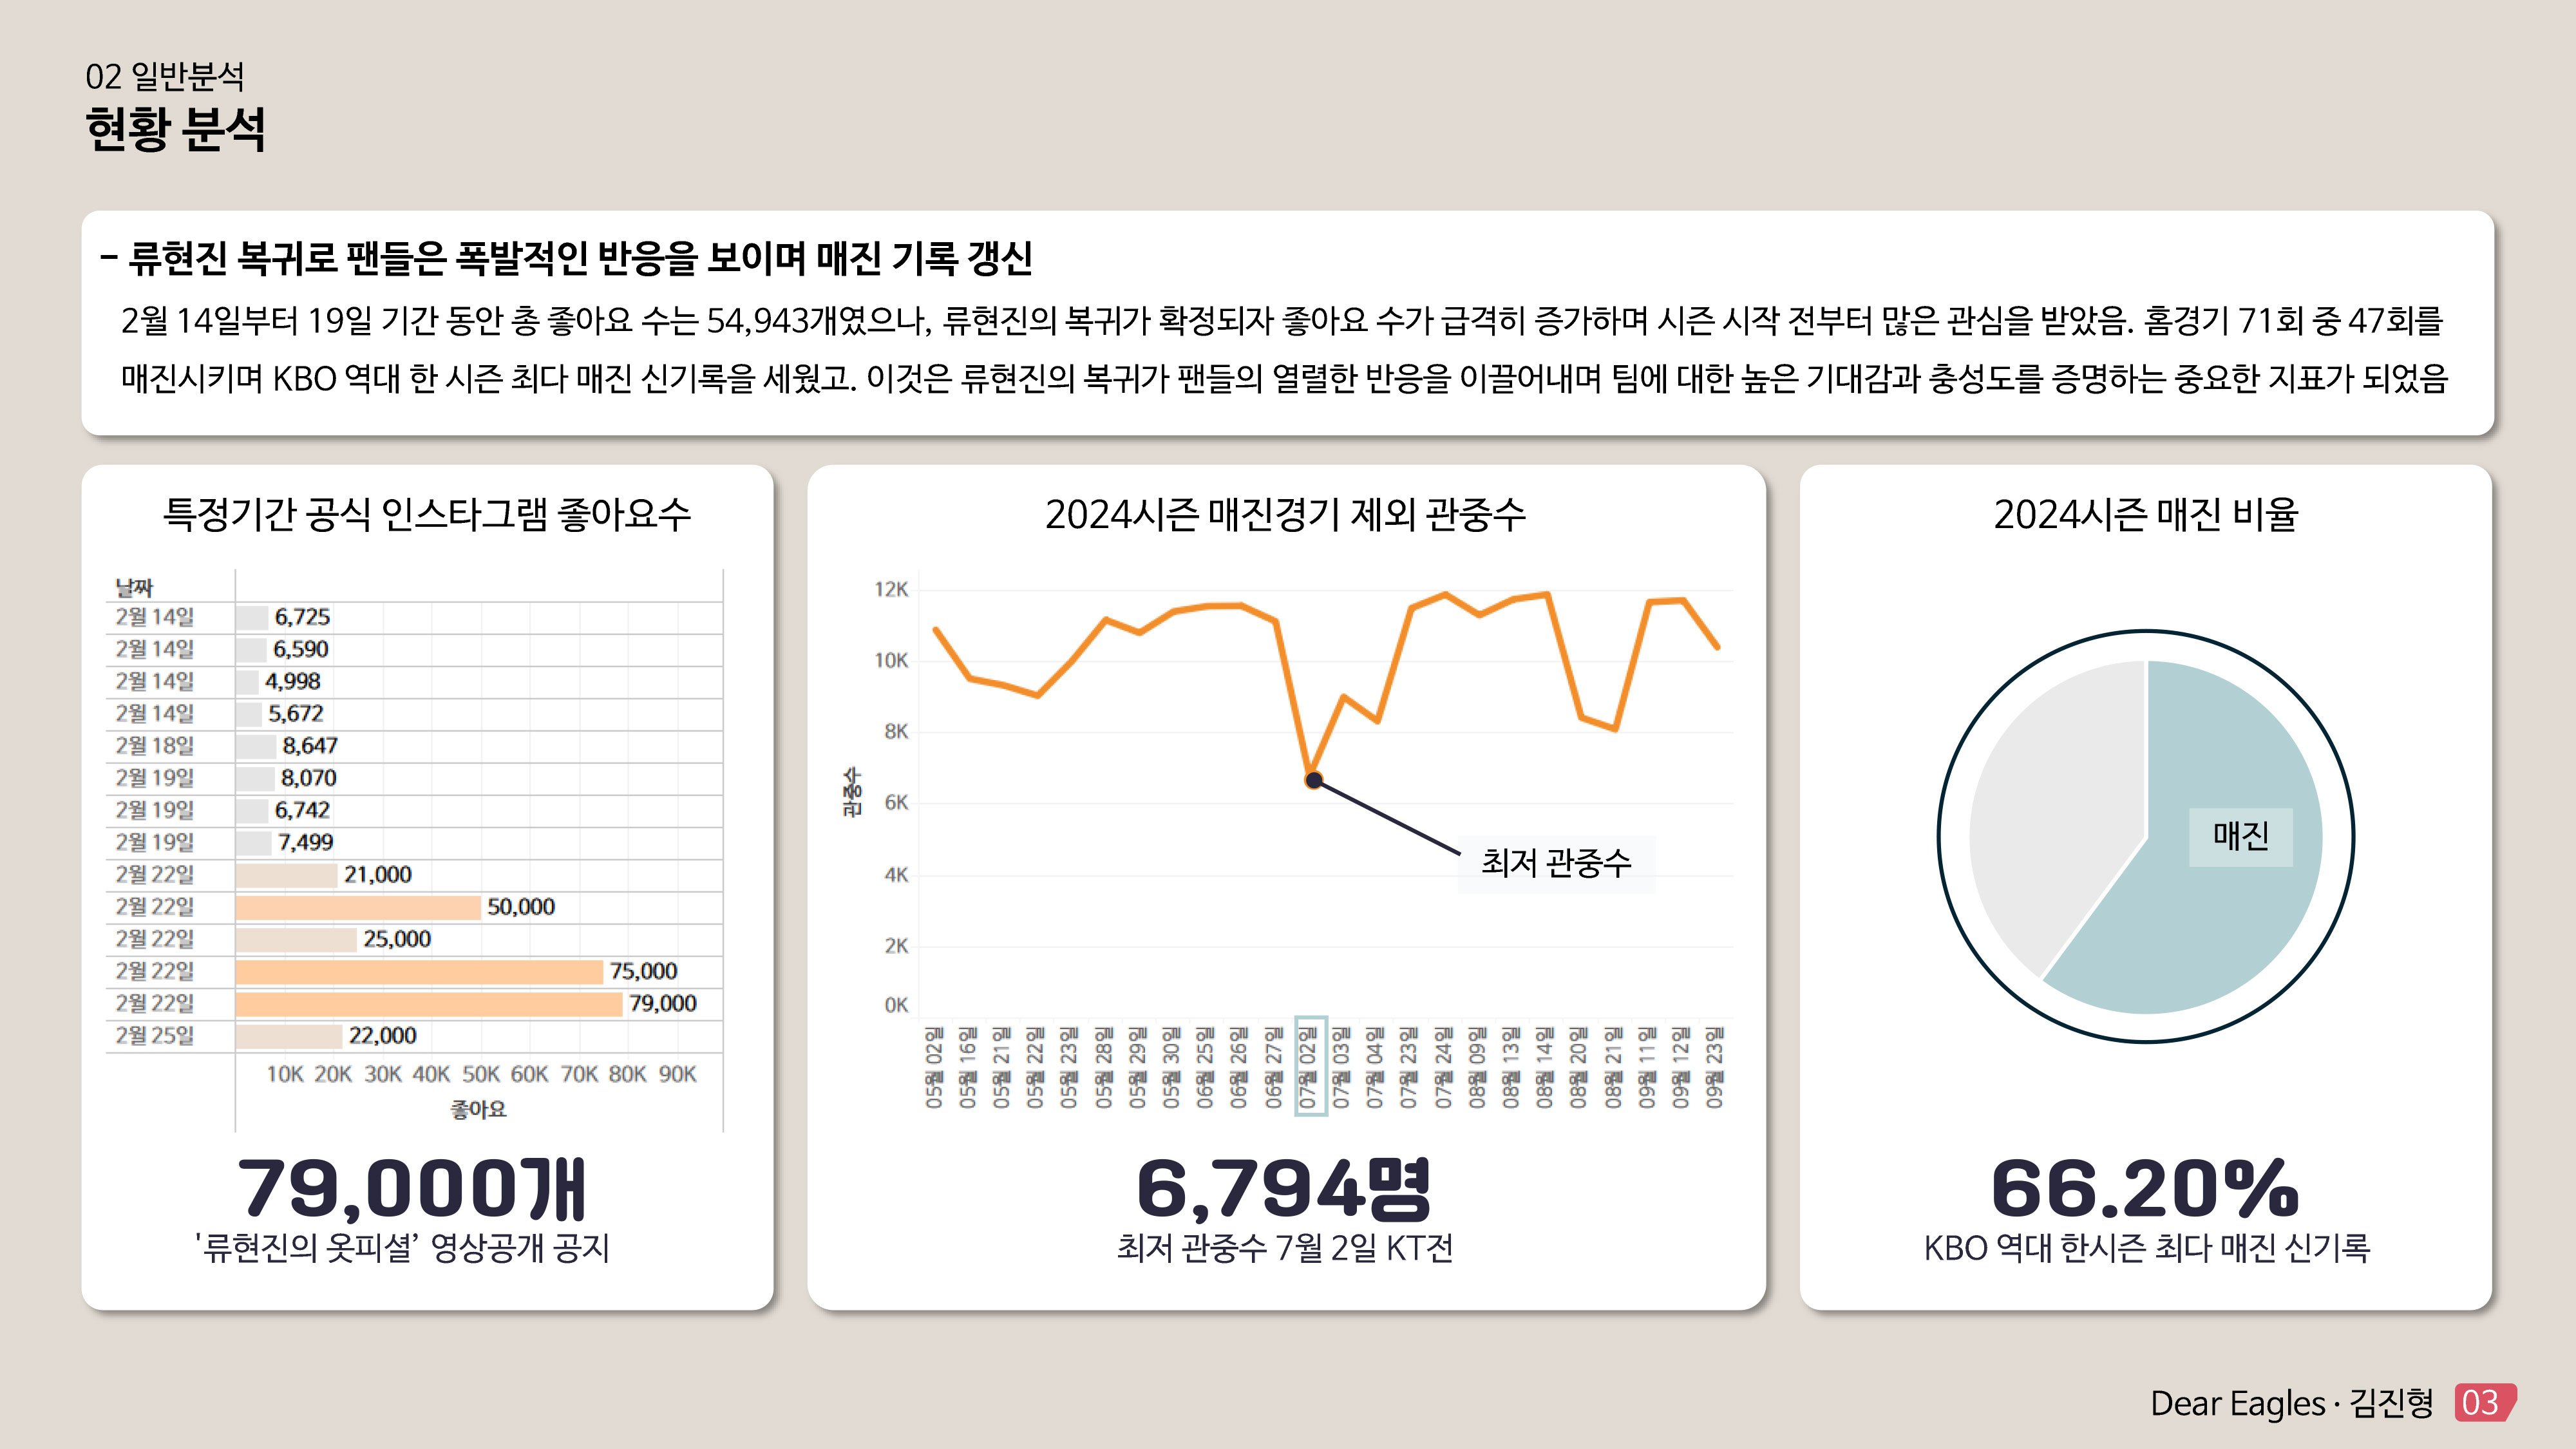 02 일반분석
현황 분석
– 류현진 복귀로 팬들은 폭발적인 반응을 보이며 매진 기록 갱신
2월 14일부터 19일 기간 동안 총 좋아요 수는 54,943개였으나, 류현진의 복귀가 확정되자 좋아요 수가 급격히 증가하며 시즌 시작 전부터 많은 관심을 받았음. 홈경기 71회 중 47회를
매진시키며 KBO 역대 한 시즌 최다 매진 신기록을 세웠고. 이것은 류현진의 복귀가 팬들의 열렬한 반응을 이끌어내며 팀에 대한 높은 기대감과 충성도를 증명하는 중요한 지표가 되었음
특정기간 공식 인스타그램 좋아요수
날짜
2월 14일 6,725
2월 14일 6,590
2월 14일 4,998
2월 14일 5,672
2월 18일 8,647
2월 19일 8,070
2월 19일 6,742
2월 19일 7,499
2월 22일 21,000
2월 22일 50,000
2월 22일 25,000
2월 22일 75,000
2월 22일 79,000
2월 25일 22,000
10K 20K 30K 40K 50K 60K 70K 80K 90K
좋아요
79,000개
'류현진의 옷피셜’ 영상공개 공지
2024시즌 매진경기 제외 관중수
12K
10K
8K
6K
4K
2K
0K
관중수
최저 관중수
05월 02일
05월 16일
05월 21일
05월 22일
05월 23일
05월 28일
05월 29일
05월 30일
06월 25일
06월 26일
06월 27일
07월 02일
07월 03일
07월 04일
07월 23일
07월 24일
08월 09일
08월 13일
08월 14일
08월 20일
08월 21일
09월 11일
09월 12일
09월 23일
6,794명
최저 관중수 7월 2일 KT전
2024시즌 매진 비율
매진
66.20%
KBO 역대 한시즌 최다 매진 신기록
Dear Eagles · 김진형 03